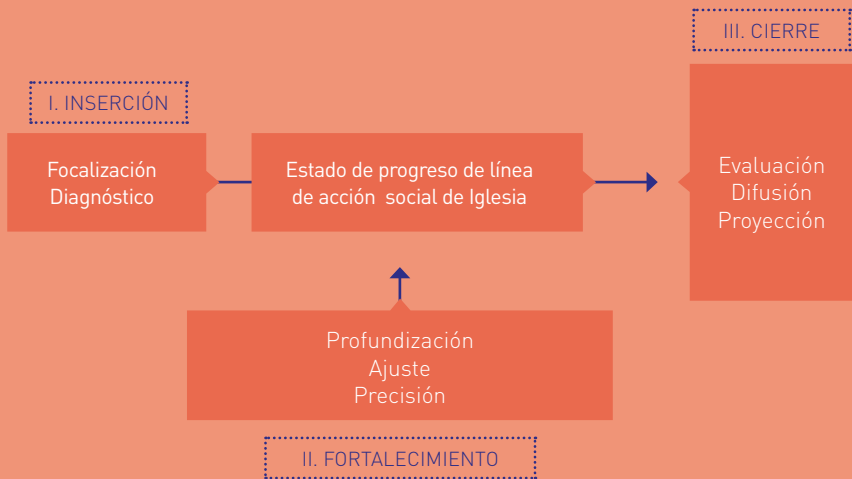 III. CIERRE
I. INSERCIÓN
Focalización
Diagnóstico
Estado de progreso de línea
de acción social de Iglesia
Evaluación
Difusión
Proyección
Profundización
Ajuste
Precisión
II. FORTALECIMIENTO